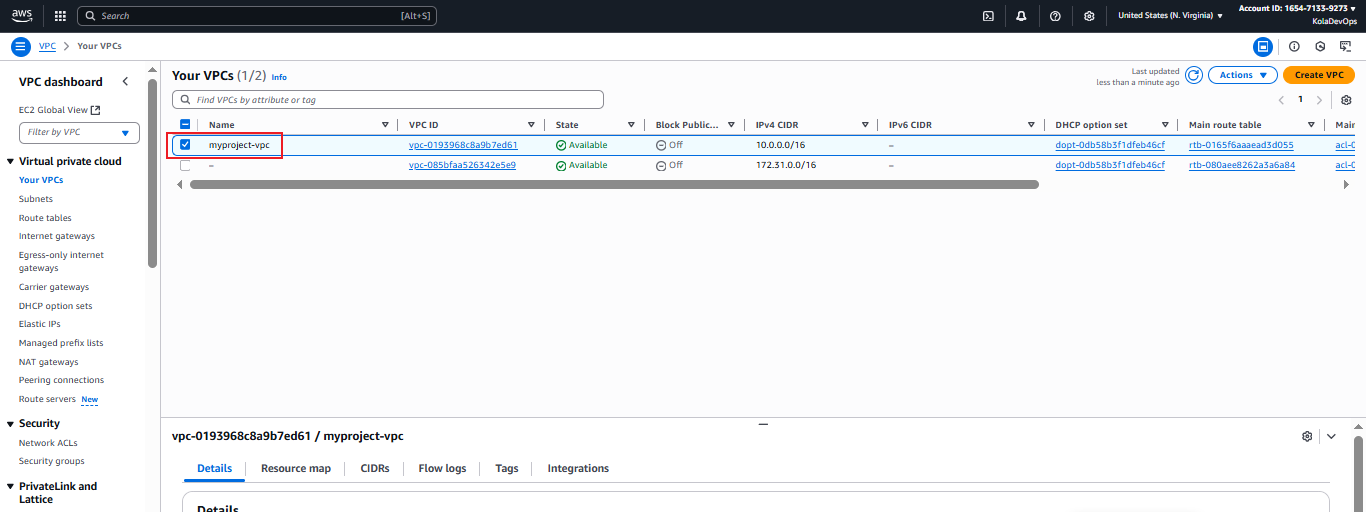 aws Search [Alt+S] United States (N. Virginia) Account ID: 1654-7133-9273
KolaDevOps
VPC > Your VPCs
VPC dashboard
EC2 Global View
Filter by VPC
Virtual private cloud
Your VPCs
Subnets
Route tables
Internet gateways
Egress-only internet
gateways
Carrier gateways
DHCP option sets
Elastic IPs
Managed prefix lists
NAT gateways
Peering connections
Route servers New
Security
Network ACLs
Security groups
PrivateLink and
Lattice
Your VPCs (1/2) Info
Last updated
less than a minute ago
Actions
Create VPC
Find VPCs by attribute or tag
1
Name VPC ID State Block Public... IPv4 CIDR IPv6 CIDR DHCP option set Main route table Main
myproject-vpc vpc-0193968c8a9b7ed61 Available Off 10.0.0.0/16 – dopt-0db58b3f1dfeb46cf rtb-0165f6aaaead3d055 acl-0
– vpc-085bfaa526342e5e9 Available Off 172.31.0.0/16 – dopt-0db58b3f1dfeb46cf rtb-080aee8262a3a6a84 acl-0
vpc-0193968c8a9b7ed61 / myproject-vpc
Details Resource map CIDRs Flow logs Tags Integrations
Details